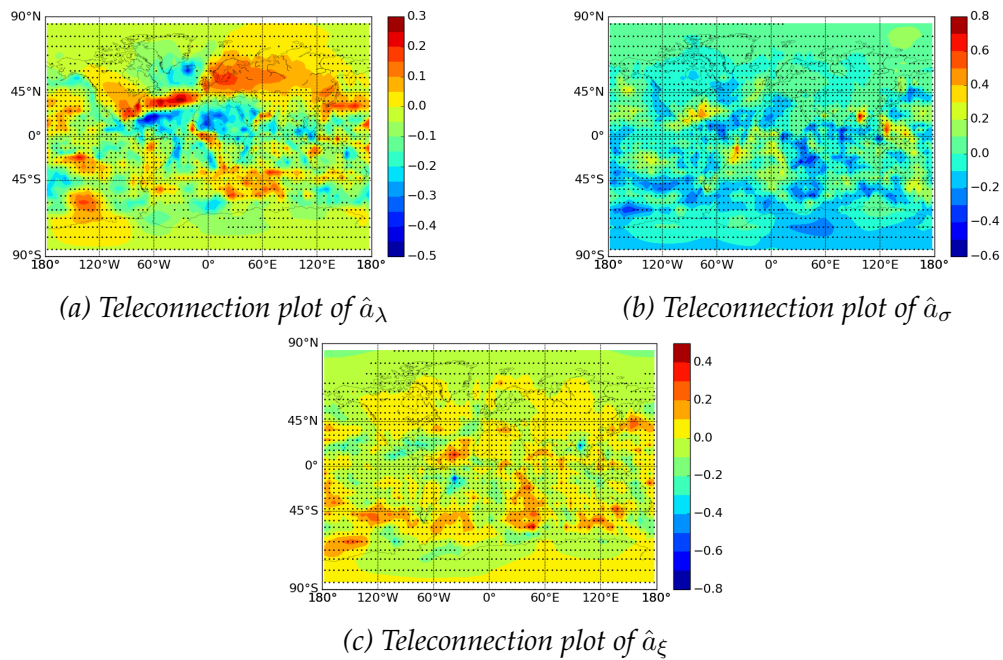 90°N
45°N
0°
45°S
90°S
180°
120°W
60°W
0°
60°E
120°E
180°
0.3
0.2
0.1
0.0
−0.1
−0.2
−0.3
−0.4
−0.5
(a) Teleconnection plot of âλ
90°N
45°N
0°
45°S
90°S
180°
120°W
60°W
0°
60°E
120°E
180°
0.8
0.6
0.4
0.2
0.0
−0.2
−0.4
−0.6
(b) Teleconnection plot of âσ
90°N
45°N
0°
45°S
90°S
180°
120°W
60°W
0°
60°E
120°E
180°
0.4
0.2
0.0
−0.2
−0.4
−0.6
−0.8
(c) Teleconnection plot of âξ